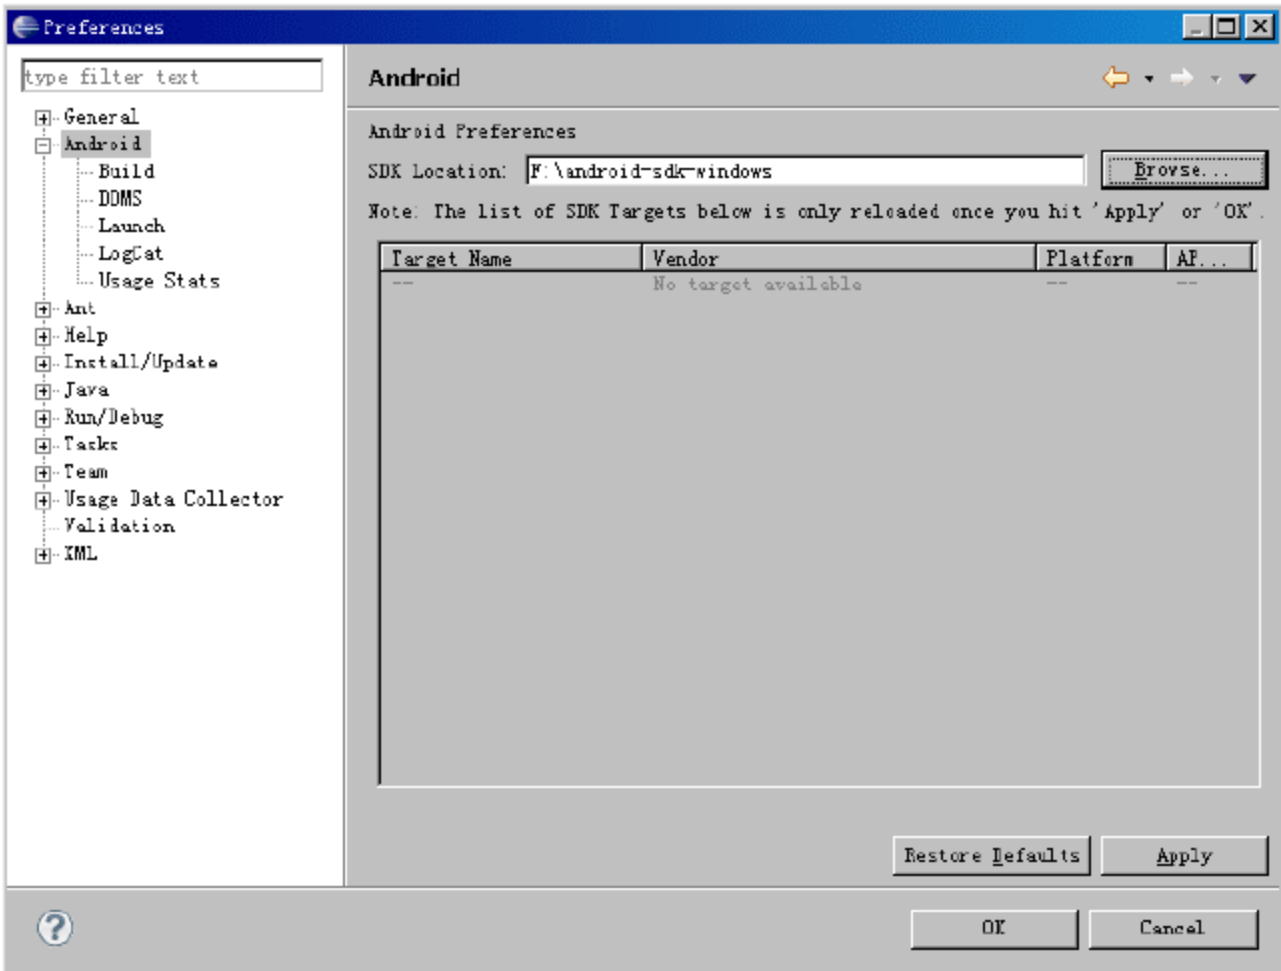 Preferences
type filter text
General
Android
Build
DDMS
Launch
LogCat
Usage Stats
Ant
Help
Install/Update
Java
Run/Debug
Tasks
Team
Usage Data Collector
Validation
XML
Android
Android Preferences
SDK Location: F:\android-sdk-windows Browse...
Note: The list of SDK Targets below is only reloaded once you hit 'Apply' or 'OK'.
Target Name Vendor Platform AP...
-- No target available -- --
Restore Defaults Apply
? OK Cancel